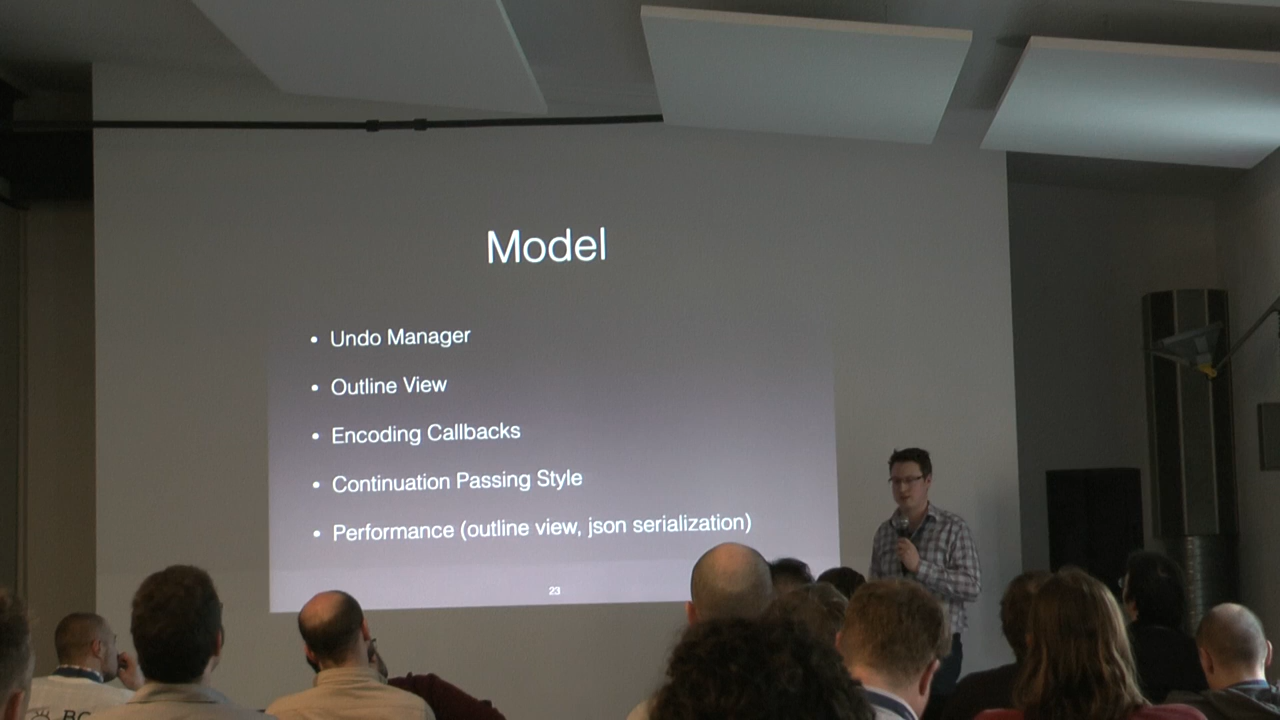 Model
• Undo Manager
• Outline View
• Encoding Callbacks
• Continuation Passing Style
• Performance (outline view, json serialization)
23